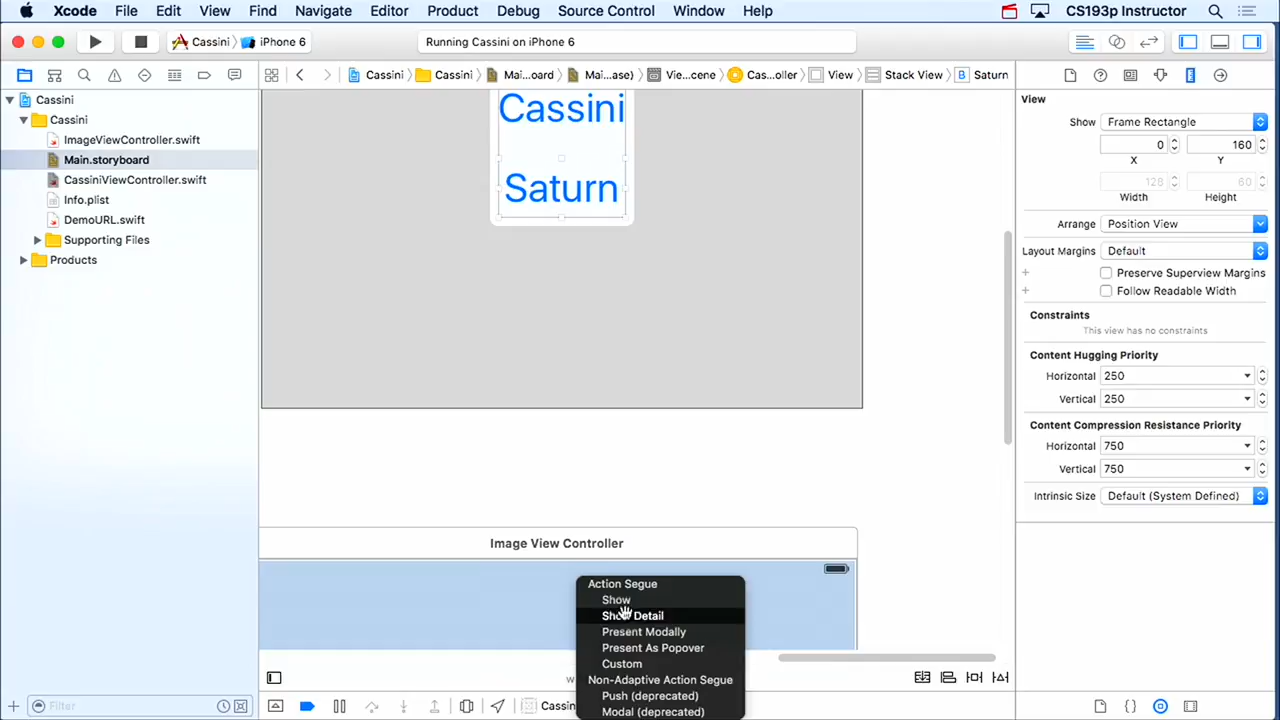 Xcode File Edit View Find Navigate Editor Product Debug Source Control Window Help CS193p Instructor
Cassini iPhone 6 Running Cassini on iPhone 6
Cassini Cassini Mai...oard Mai...ase) Vie...cene Cas...oller View Stack View B Saturn
Cassini
Cassini
ImageViewController.swift
Main.storyboard
CassiniViewController.swift
Info.plist
DemoURL.swift
Supporting Files
Products
Filter
Cassini
Saturn
Image View Controller
Action Segue
Show
Show Detail
Present Modally
Present As Popover
Custom
Non-Adaptive Action Segue
Push (deprecated)
Modal (deprecated)
w
Cassin
View
Show Frame Rectangle
0 160
X Y
128 60
Width Height
Arrange Position View
Layout Margins Default
Preserve Superview Margins
Follow Readable Width
Constraints
This view has no constraints
Content Hugging Priority
Horizontal 250
Vertical 250
Content Compression Resistance Priority
Horizontal 750
Vertical 750
Intrinsic Size Default (System Defined)